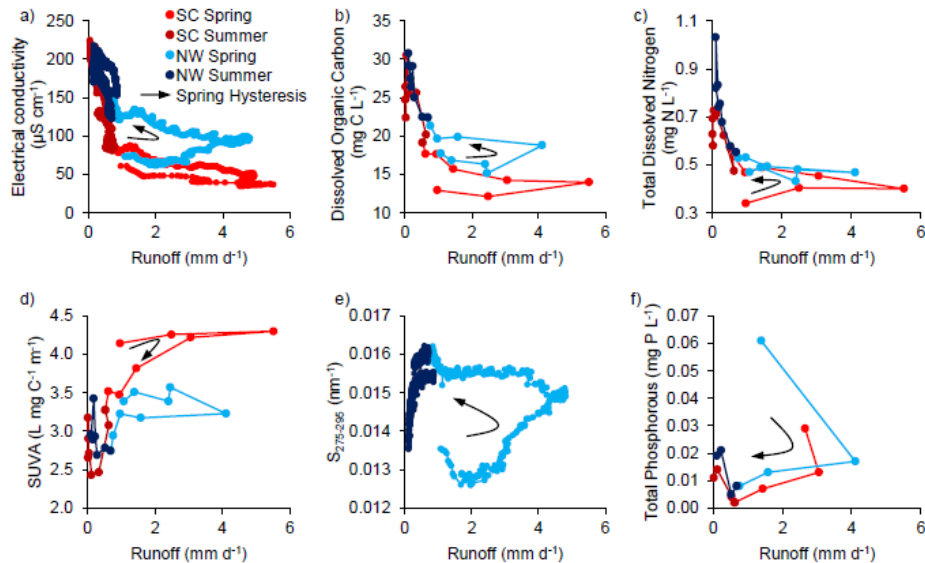 a)
SC Spring
SC Summer
NW Spring
NW Summer
Spring Hysteresis
Electrical conductivity
(µS cm⁻¹)
250
200
150
100
50
0
0 2 4 6
Runoff (mm d⁻¹)
b)
Dissolved Organic Carbon
(mg C L⁻¹)
35
30
25
20
15
10
0 2 4 6
Runoff (mm d⁻¹)
c)
Total Dissolved Nitrogen
(mg N L⁻¹)
1.1
0.9
0.7
0.5
0.3
0 2 4 6
Runoff (mm d⁻¹)
d)
SUVA (L mg C⁻¹ m⁻¹)
4.5
4.0
3.5
3.0
2.5
2.0
0 2 4 6
Runoff (mm d⁻¹)
e)
S₂₇₅₋₂₉₅ (nm⁻¹)
0.017
0.016
0.015
0.014
0.013
0.012
0 2 4 6
Runoff (mm d⁻¹)
f)
Total Phosphorous (mg P L⁻¹)
0.07
0.06
0.05
0.04
0.03
0.02
0.01
0.00
0 2 4 6
Runoff (mm d⁻¹)